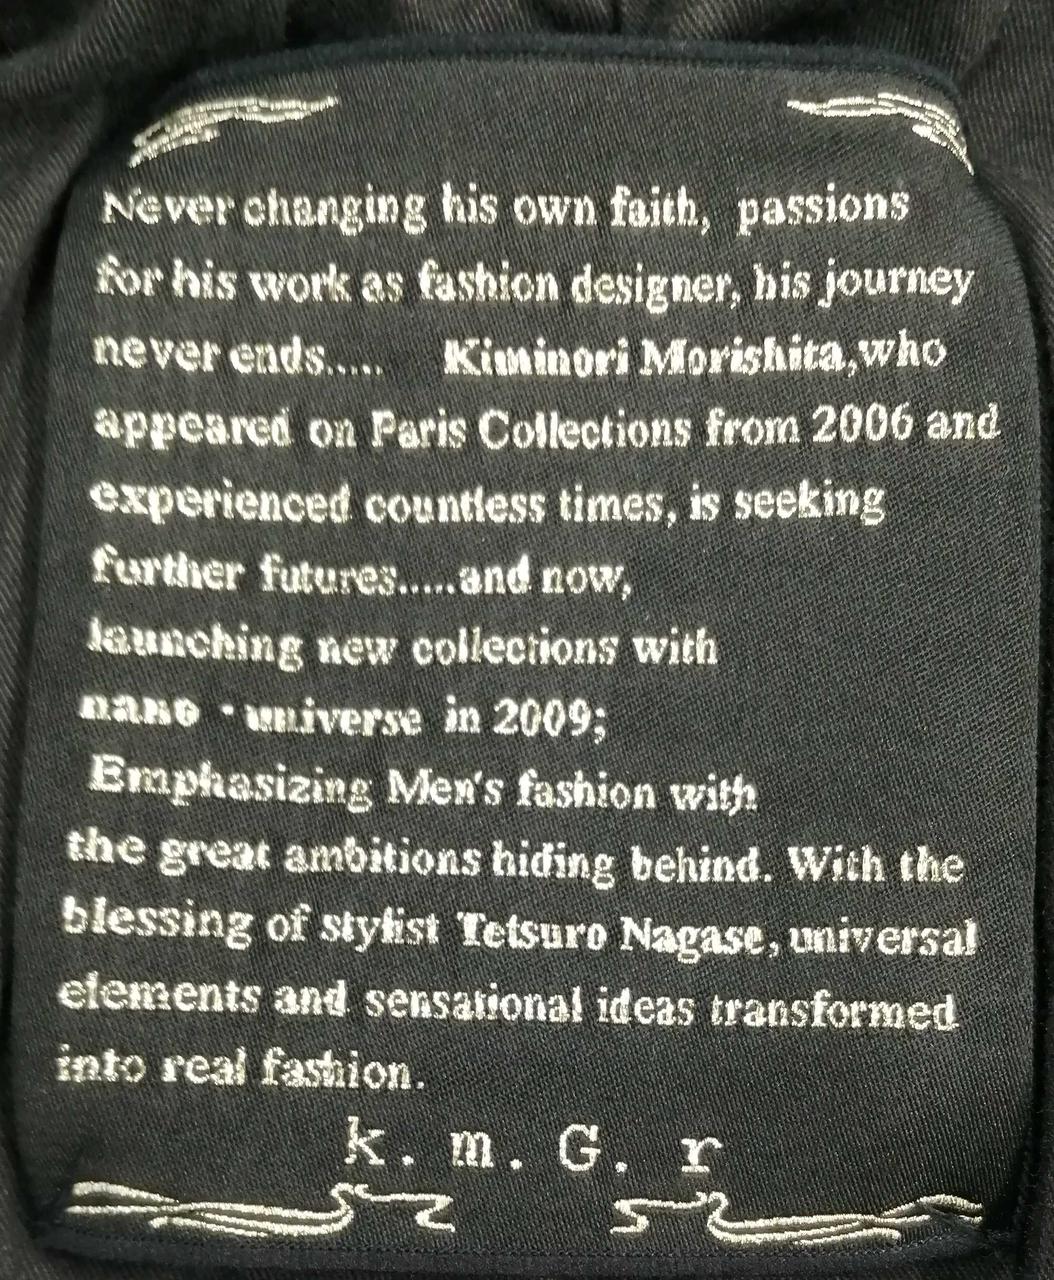 Never changing his own faith, passions
for his work as fashion designer, his journey
never ends..... Kiminori Morishita,who
appeared on Paris Collections from 2006 and
experienced countless times, is seeking
further futures.....and now,
launching new collections with
nano・universe in 2009;
Emphasizing Men's fashion with
the great ambitions hiding behind. With the
blessing of stylist Tetsuro Nagase, universal
elements and sensational ideas transformed
into real fashion.
k.m.G.r